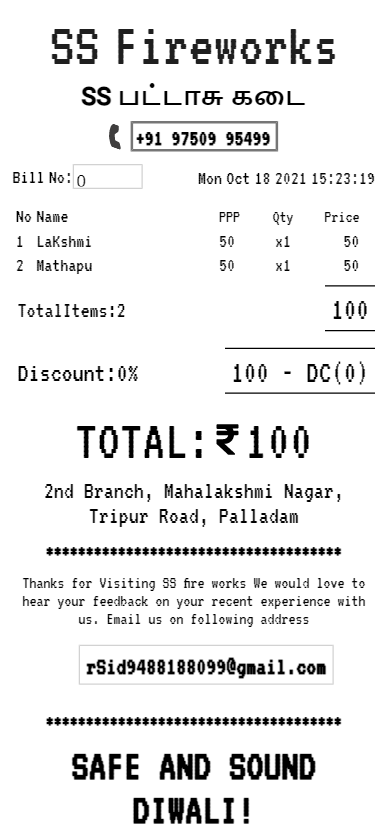 SS Fireworks
SS பட்டாசு கடை
+91 97509 95499
Bill No: 0 Mon Oct 18 2021 15:23:19
No Name PPP Qty Price
1 LaKshmi 50 x1 50
2 Mathapu 50 x1 50
TotalItems:2 100
Discount:0% 100 - DC(0)
TOTAL:₹100
2nd Branch, Mahalakshmi Nagar,
Tripur Road, Palladam
*************************************
Thanks for Visiting SS fire works We would love to
hear your feedback on your recent experience with
us. Email us on following address
rSid9488188099@gmail.com
*************************************
SAFE AND SOUND
DIWALI!